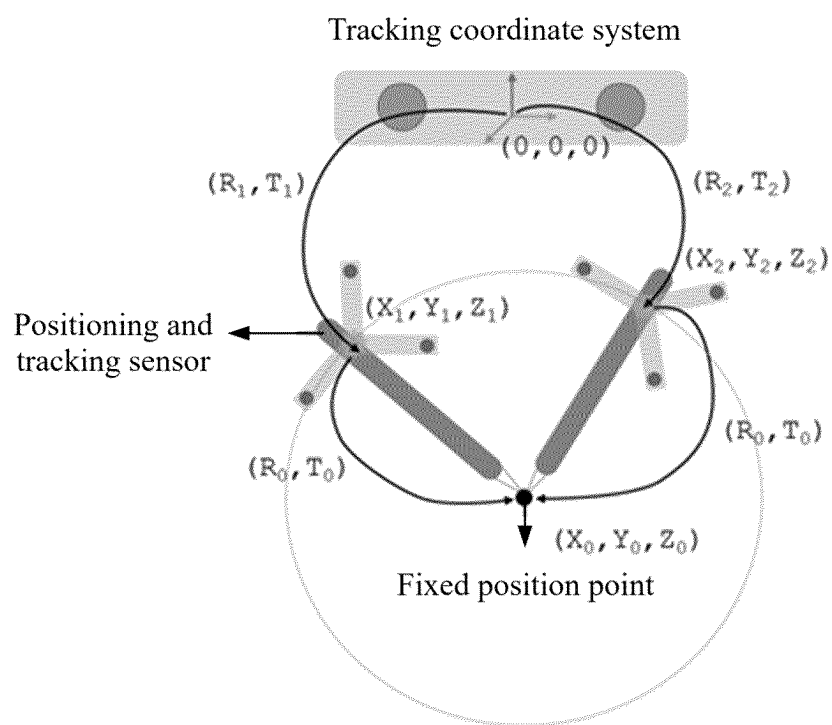 Tracking coordinate system
(0,0,0)
(R₁,T₁)
(R₂,T₂)
(X₂,Y₂,Z₂)
(X₁,Y₁,Z₁)
Positioning and
tracking sensor
(R₀,T₀)
(R₀,T₀)
(X₀,Y₀,Z₀)
Fixed position point